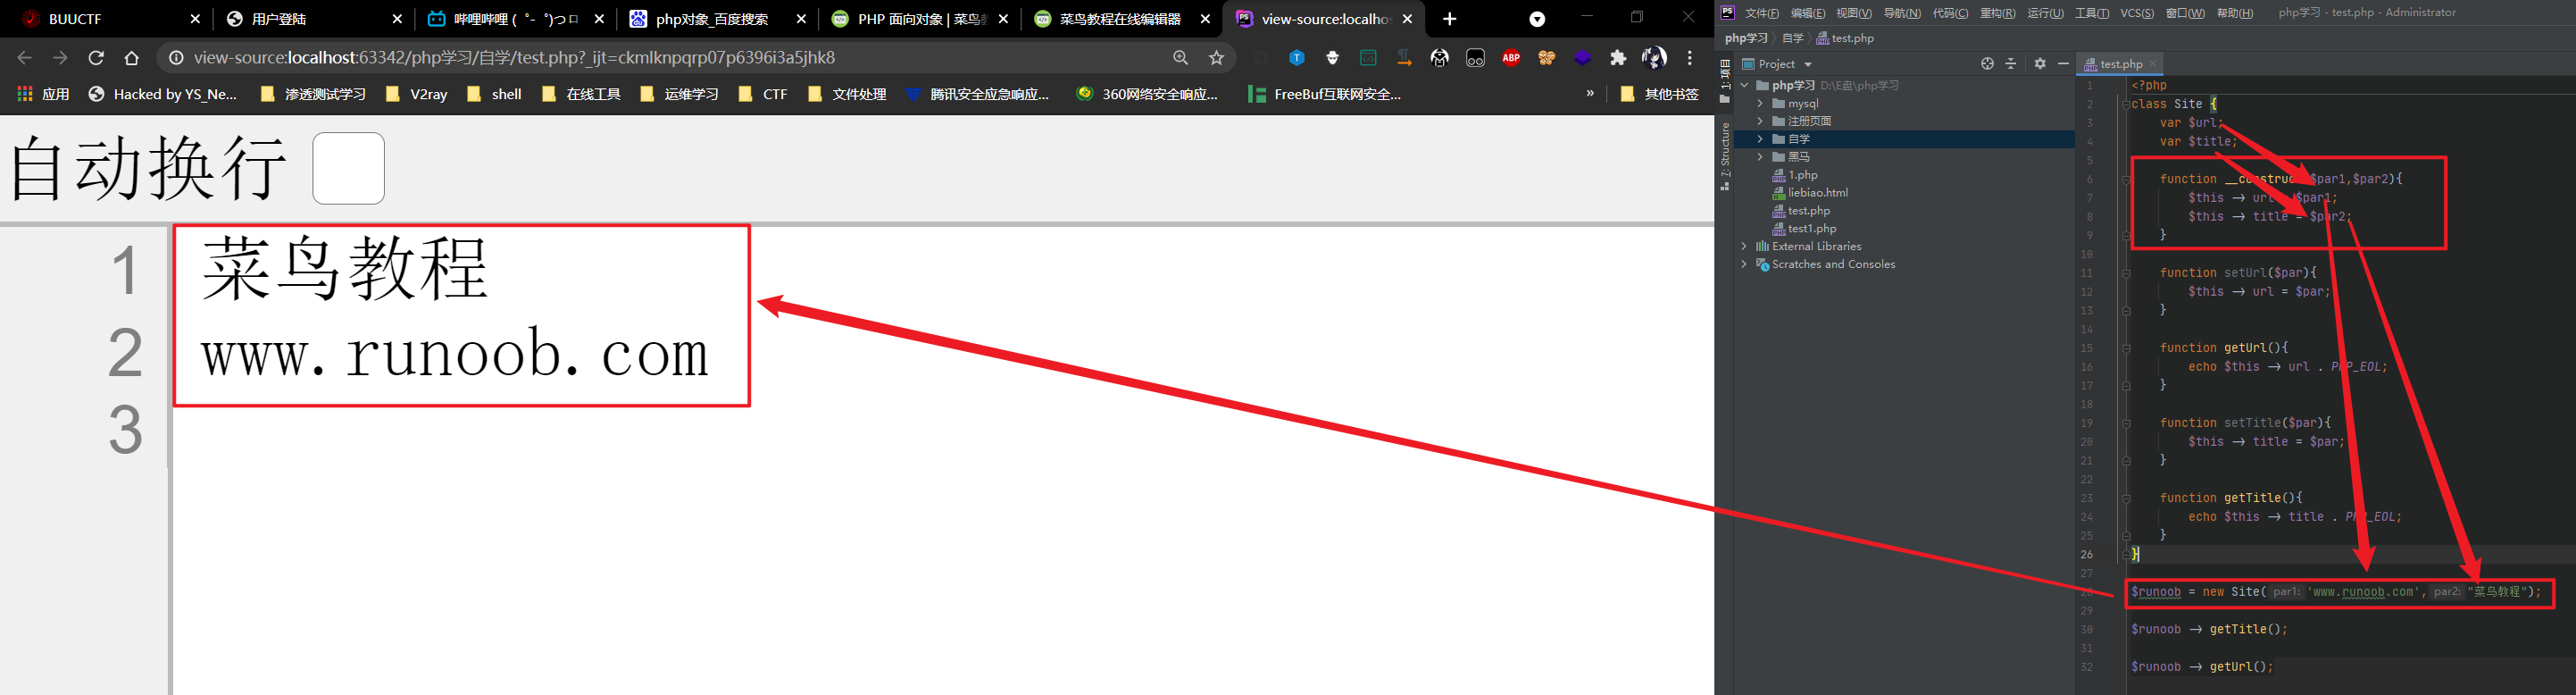 BUUCTF
用户登陆
哔哩哔哩 ( ゜- ゜)つロ
php对象_百度搜索
PHP 面向对象 | 菜鸟教
菜鸟教程在线编辑器
view-source:localhos
view-source:localhost:63342/php学习/自学/test.php?_ijt=ckmlknpqrp07p6396i3a5jhk8
应用
Hacked by YS_Ne...
渗透测试学习
V2ray
shell
在线工具
运维学习
CTF
文件处理
腾讯安全应急响应...
360网络安全响应...
FreeBuf互联网安全...
»
其他书签
自动换行
1 菜鸟教程
2 www.runoob.com
3
文件(F) 编辑(E) 视图(V) 导航(N) 代码(C) 重构(R) 运行(U) 工具(T) VCS(S) 窗口(W) 帮助(H) php学习 - test.php - Administrator
php学习 〉 自学 〉 test.php
1: 项目
7: Structure
Project
php学习 D:\E盘\php学习
mysql
注册页面
自学
黑马
1.php
liebiao.html
test.php
test1.php
External Libraries
Scratches and Consoles
test.php
1 <?php
2 class Site {
3 var $url;
4 var $title;
5
6 function __construct($par1,$par2){
7 $this -> url = $par1;
8 $this -> title = $par2;
9 }
10
11 function setUrl($par){
12 $this -> url = $par;
13 }
14
15 function getUrl(){
16 echo $this -> url . PHP_EOL;
17 }
18
19 function setTitle($par){
20 $this -> title = $par;
21 }
22
23 function getTitle(){
24 echo $this -> title . PHP_EOL;
25 }
26 }
27
28 $runoob = new Site( par1: 'www.runoob.com', par2: "菜鸟教程");
29
30 $runoob -> getTitle();
31
32 $runoob -> getUrl();